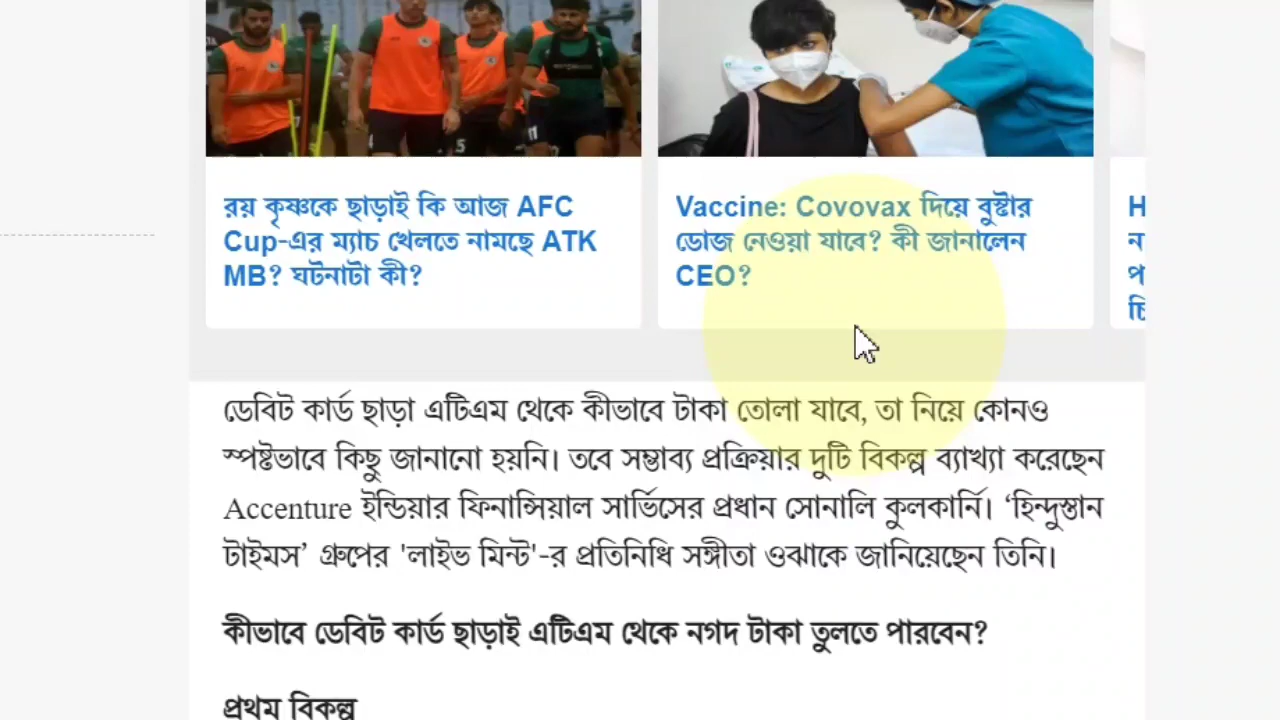 রয় কৃষ্ণকে ছাড়াই কি আজ AFC
Cup-এর ম্যাচ খেলতে নামছে ATK
MB? ঘটনাটা কী?
Vaccine: Covovax দিয়ে বুস্টার
ডোজ নেওয়া যাবে? কী জানালেন
CEO?
H
ন
প
চি
ডেবিট কার্ড ছাড়া এটিএম থেকে কীভাবে টাকা তোলা যাবে, তা নিয়ে কোনও
স্পষ্টভাবে কিছু জানানো হয়নি। তবে সম্ভাব্য প্রক্রিয়ার দুটি বিকল্প ব্যাখ্যা করেছেন
Accenture ইন্ডিয়ার ফিনান্সিয়াল সার্ভিসের প্রধান সোনালি কুলকার্নি। ‘হিন্দুস্তান
টাইমস’ গ্রুপের 'লাইভ মিন্ট'-র প্রতিনিধি সঙ্গীতা ওঝাকে জানিয়েছেন তিনি।
কীভাবে ডেবিট কার্ড ছাড়াই এটিএম থেকে নগদ টাকা তুলতে পারবেন?
প্রথম বিকল্প